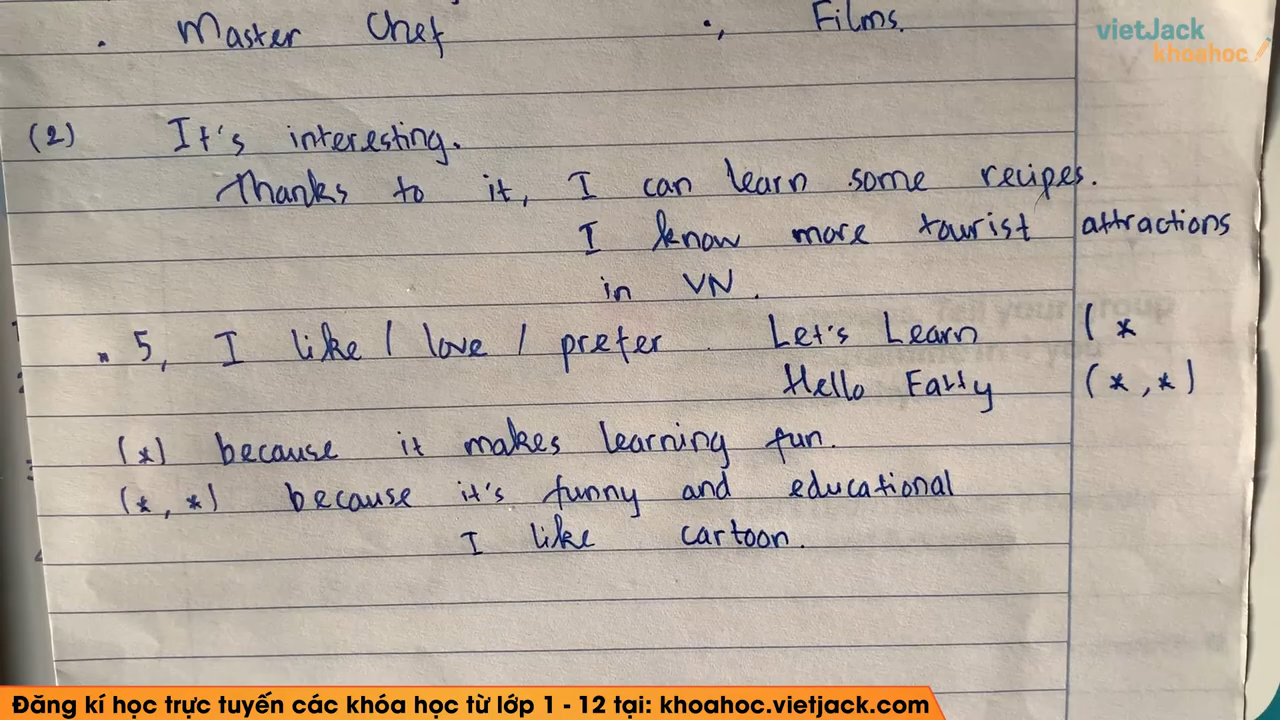 . Master Chef ., Films.
vietJack
khoahoc
(2) It's interesting.
Thanks to it, I can learn some recipes.
I know more tourist attractions
in VN.
5, I like / love / prefer Let's Learn (*
Hello Fatty (*,*)
(*) because it makes learning fun.
(*,*) because it's funny and educational
I like cartoon.
Đăng kí học trực tuyến các khóa học từ lớp 1 - 12 tại: khoahoc.vietjack.com